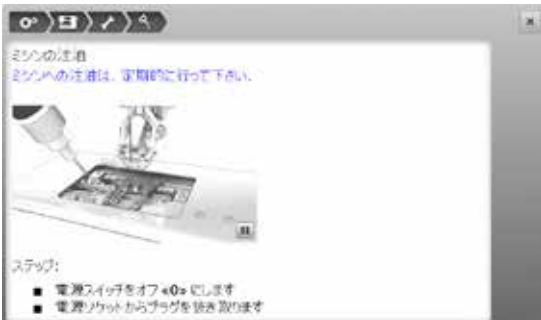 ミシンの注油
ミシンへの注油は、定期的に行って下さい。
ステップ:
■ 電源スイッチをオフ «0» にします
■ 電源ソケットからプラグを抜き取ります